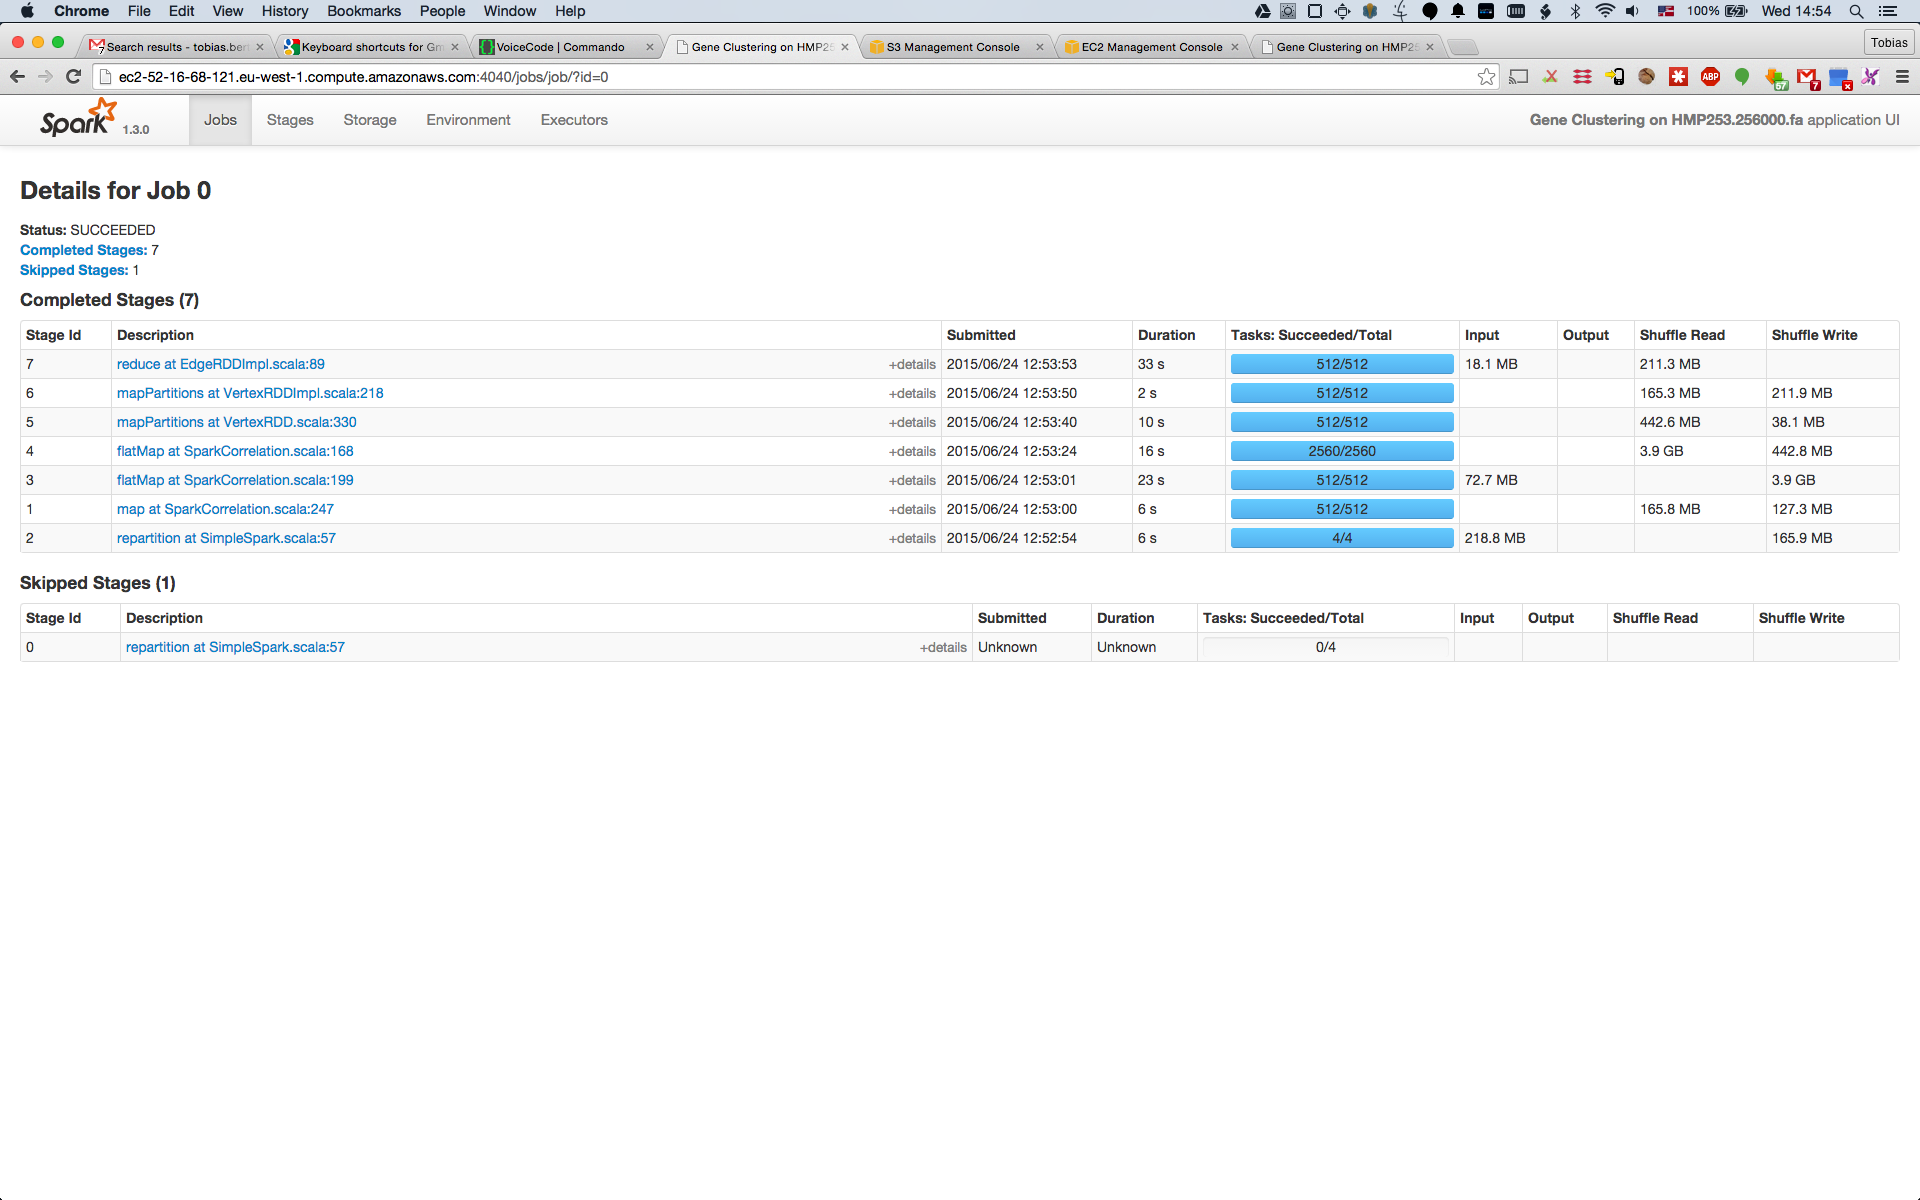 Chrome File Edit View History Bookmarks People Window Help 100% Wed 14:54
Search results - tobias.ber Keyboard shortcuts for Gm VoiceCode | Commando Gene Clustering on HMP25 S3 Management Console EC2 Management Console Gene Clustering on HMP25 Tobias
ec2-52-16-68-121.eu-west-1.compute.amazonaws.com:4040/jobs/job/?id=0 ABP 67 7
Spark 1.3.0 Jobs Stages Storage Environment Executors Gene Clustering on HMP253.256000.fa application UI
Details for Job 0
Status: SUCCEEDED
Completed Stages: 7
Skipped Stages: 1
Completed Stages (7)
Stage Id Description Submitted Duration Tasks: Succeeded/Total Input Output Shuffle Read Shuffle Write
7 reduce at EdgeRDDImpl.scala:89 +details 2015/06/24 12:53:53 33 s 512/512 18.1 MB 211.3 MB
6 mapPartitions at VertexRDDImpl.scala:218 +details 2015/06/24 12:53:50 2 s 512/512 165.3 MB 211.9 MB
5 mapPartitions at VertexRDD.scala:330 +details 2015/06/24 12:53:40 10 s 512/512 442.6 MB 38.1 MB
4 flatMap at SparkCorrelation.scala:168 +details 2015/06/24 12:53:24 16 s 2560/2560 3.9 GB 442.8 MB
3 flatMap at SparkCorrelation.scala:199 +details 2015/06/24 12:53:01 23 s 512/512 72.7 MB 3.9 GB
1 map at SparkCorrelation.scala:247 +details 2015/06/24 12:53:00 6 s 512/512 165.8 MB 127.3 MB
2 repartition at SimpleSpark.scala:57 +details 2015/06/24 12:52:54 6 s 4/4 218.8 MB 165.9 MB
Skipped Stages (1)
Stage Id Description Submitted Duration Tasks: Succeeded/Total Input Output Shuffle Read Shuffle Write
0 repartition at SimpleSpark.scala:57 +details Unknown Unknown 0/4